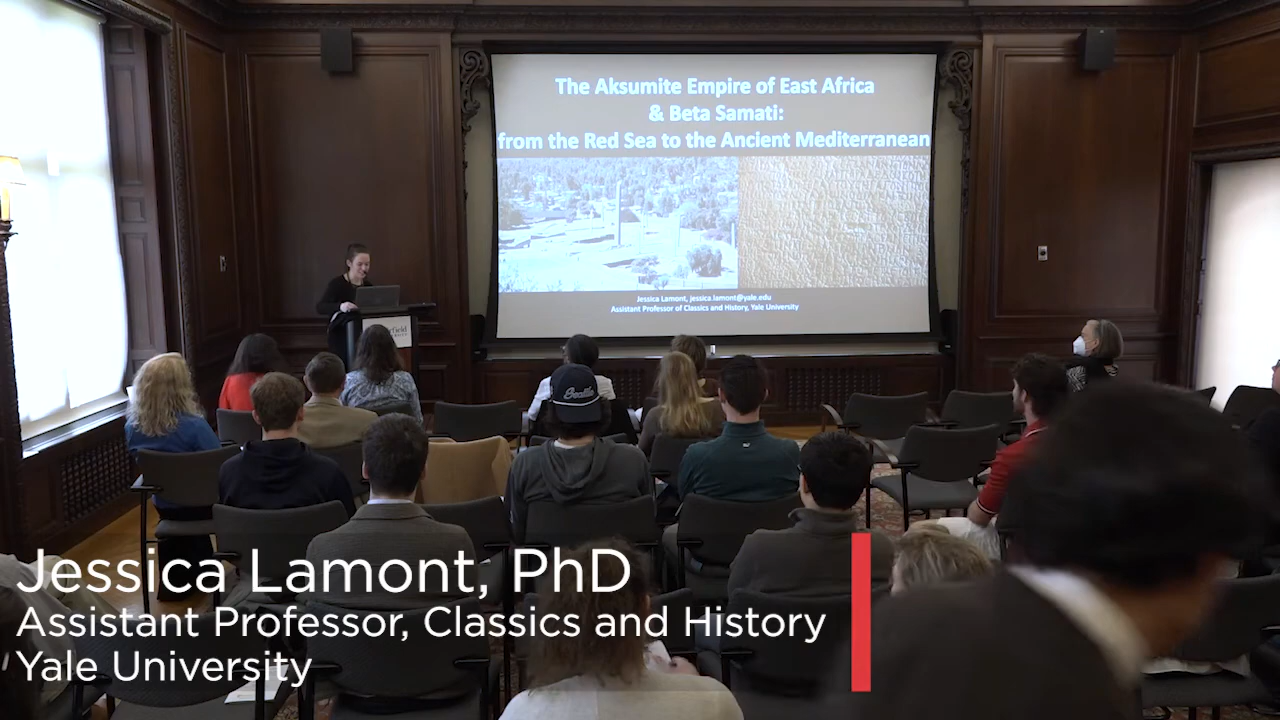 The Aksumite Empire of East Africa
& Beta Samati:
from the Red Sea to the Ancient Mediterranean
Jessica Lamont, jessica.lamont@yale.edu
Assistant Professor of Classics and History, Yale University
Jessica Lamont, PhD
Assistant Professor, Classics and History
Yale University